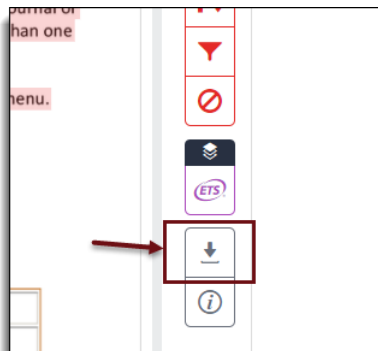 ournal of
han one
nenu.
ETS
i